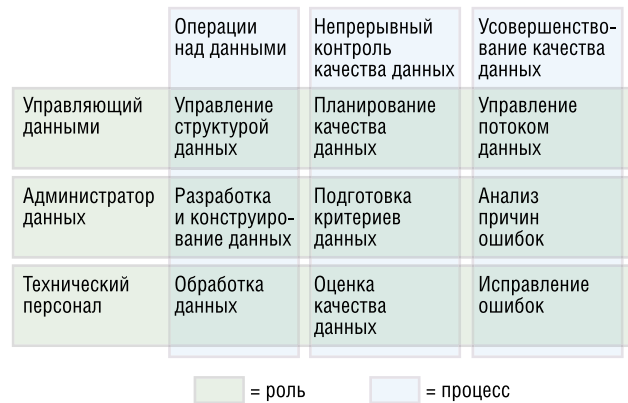 Операции
над данными
Непрерывный
контроль
качества данных
Усовершенство-
вание качества
данных
Управляющий
данными
Управление
структурой
данных
Планирование
качества
данных
Управление
потоком
данных
Администратор
данных
Разработка
и конструиро-
вание данных
Подготовка
критериев
данных
Анализ
причин
ошибок
Технический
персонал
Обработка
данных
Оценка
качества
данных
Исправление
ошибок
= роль
= процесс